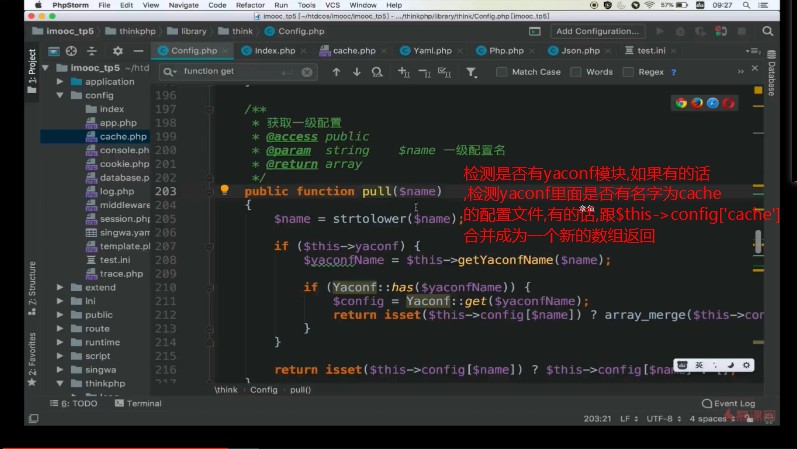 PhpStorm File Edit View Navigate Code Refactor Run Tools VCS Window Help 57% 09:27
imooc_tp5 [~/htdcos/imooc/imooc_tp5] - .../thinkphp/library/think/Config.php [imooc_tp5]
imooc_tp5 thinkphp library think Config.php Add Configuration...
Config.php Index.php cache.php Yaml.php Php.php Json.php test.ini
function get Match Case Words Regex ?
1: Project
imooc_tp5 ~/htd
application
config
index
app.php
cache.php
console.ph
cookie.php
database.p
log.php
middleware
session.php
singwa.yam
template.p
test.ini
trace.php
extend
ini
public
route
runtime
script
singwa
thinkphp
7: Structure
2: Favorites
Database
196
197 /**
198 * 获取一级配置
199 * @access public
200 * @param string $name 一级配置名
201 * @return array
202 */
203 public function pull($name)
204 {
205 $name = strtolower($name);
206
207 if ($this->yaconf) {
208 $yaconfName = $this->getYaconfName($name);
209
210 if (Yaconf::has($yaconfName)) {
211 $config = Yaconf::get($yaconfName);
212 return isset($this->config[$name]) ? array_merge($this->con
213 }
214 }
215
216 return isset($this->config[$name]) ? $this->config[$name] : [];
217 }
检测是否有yaconf模块,如果有的话
,检测yaconf里面是否有名字为cache
的配置文件,有的话,跟$this->config['cache']
合并成为一个新的数组返回
英
\think Config pull()
6: TODO Terminal Event Log
203:21 LF UTF-8 4 spaces
慕课网